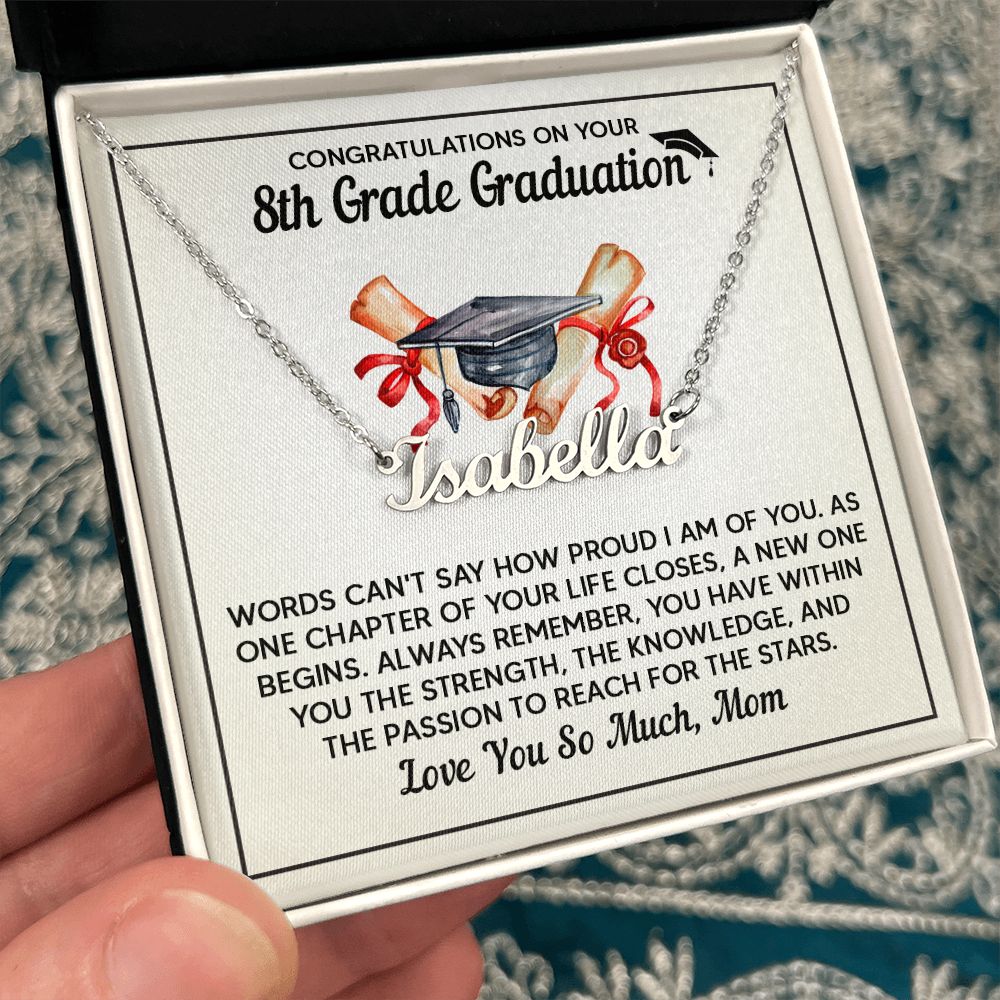 CONGRATULATIONS ON YOUR
8th Grade Graduation
Isabella
WORDS CAN'T SAY HOW PROUD I AM OF YOU. AS
ONE CHAPTER OF YOUR LIFE CLOSES, A NEW ONE
BEGINS. ALWAYS REMEMBER, YOU HAVE WITHIN
YOU THE STRENGTH, THE KNOWLEDGE, AND
THE PASSION TO REACH FOR THE STARS.
Love You So Much, Mom